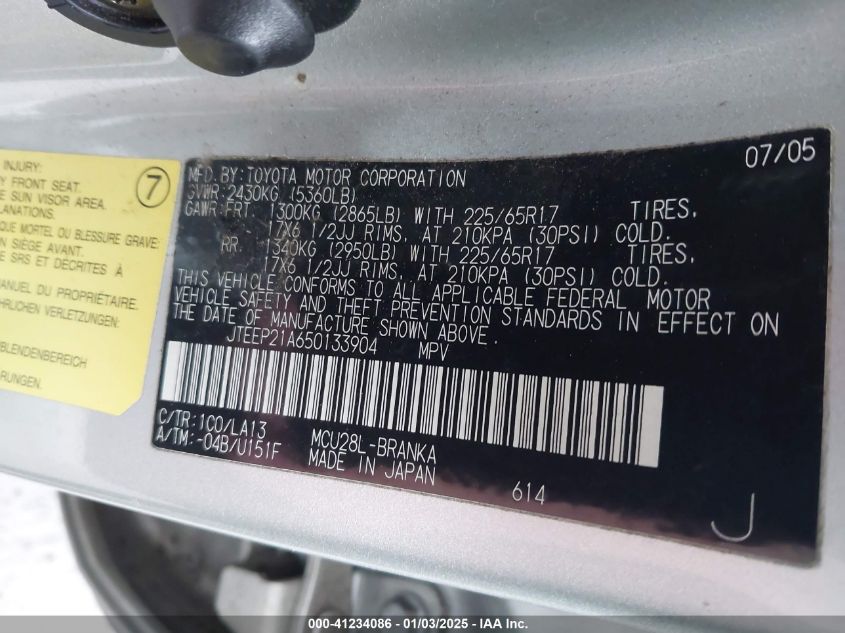 INJURY:
Y FRONT SEAT.
E SUN VISOR AREA.
LANATIONS.
QUE MORTEL OU BLESSURE GRAVE:
N SIÈGE AVANT.
E SRS ET DÉCRITES À
MANUEL DU PROPRIÉTAIRE.
HRLICHEN VERLETZUNGEN:
BLENDENBEREICH
RUNGEN.
7
07/05
MFD. BY: TOYOTA MOTOR CORPORATION
GVWR: 2430KG (5360LB)
GAWR: FRT. 1300KG (2865LB) WITH 225/65R17 TIRES,
17X6 1/2JJ RIMS, AT 210KPA (30PSI) COLD.
RR. 1340KG (2950LB) WITH 225/65R17 TIRES,
17X6 1/2JJ RIMS, AT 210KPA (30PSI) COLD.
THIS VEHICLE CONFORMS TO ALL APPLICABLE FEDERAL MOTOR
VEHICLE SAFETY AND THEFT PREVENTION STANDARDS IN EFFECT ON
THE DATE OF MANUFACTURE SHOWN ABOVE.
JTEEP21A650133904 MPV
C/TR: 1C0/LA13
A/TM: -04B/U151F
MCU28L-BRANKA
MADE IN JAPAN
614
J
000-41234086 - 01/03/2025 - IAA Inc.